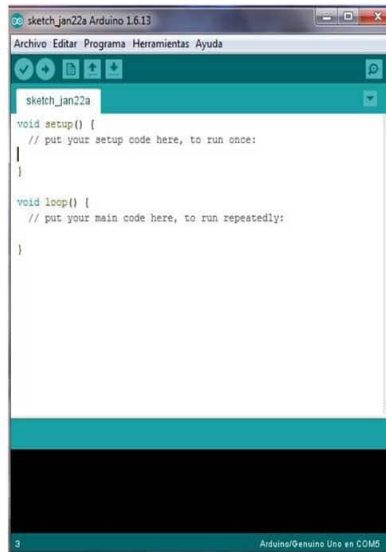 sketch_jan22a Arduino 1.6.13
Archivo Editar Programa Herramientas Ayuda
sketch_jan22a
void setup() {
// put your setup code here, to run once:
}
void loop() {
// put your main code here, to run repeatedly:
}
3
Arduino/Genuino Uno en COM5